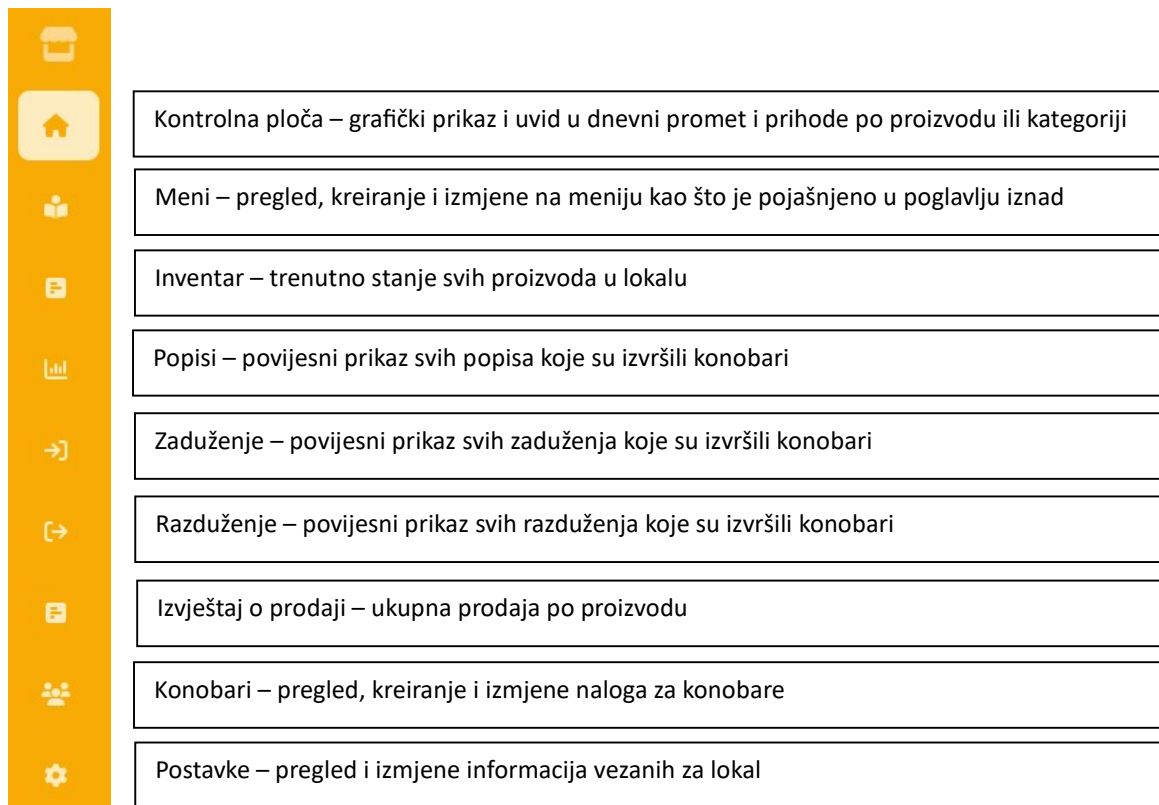 Kontrolna ploča – grafički prikaz i uvid u dnevni promet i prihode po proizvodu ili kategoriji
Meni – pregled, kreiranje i izmjene na meniju kao što je pojašnjeno u poglavlju iznad
Inventar – trenutno stanje svih proizvoda u lokalu
Popisi – povijesni prikaz svih popisa koje su izvršili konobari
Zaduženje – povijesni prikaz svih zaduženja koje su izvršili konobari
Razduženje – povijesni prikaz svih razduženja koje su izvršili konobari
Izvještaj o prodaji – ukupna prodaja po proizvodu
Konobari – pregled, kreiranje i izmjene naloga za konobare
Postavke – pregled i izmjene informacija vezanih za lokal